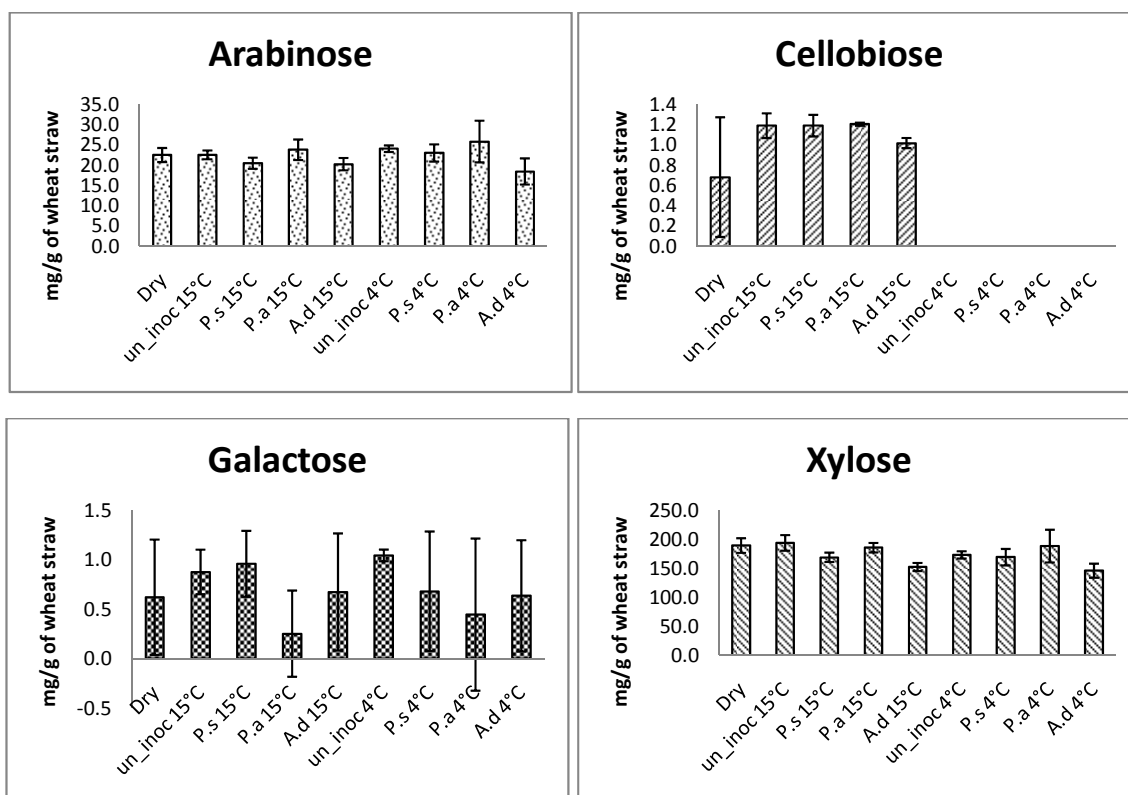 Arabinose
mg/g of wheat straw
35.0
30.0
25.0
20.0
15.0
10.0
5.0
0.0
Dry
un_inoc 15°C
P.s 15°C
P.a 15°C
A.d 15°C
un_inoc 4°C
P.s 4°C
P.a 4°C
A.d 4°C
Cellobiose
mg/g of wheat straw
1.4
1.2
1.0
0.8
0.6
0.4
0.2
0.0
Dry
un_inoc 15°C
P.s 15°C
P.a 15°C
A.d 15°C
un_inoc 4°C
P.s 4°C
P.a 4°C
A.d 4°C
Galactose
mg/g of wheat straw
1.5
1.0
0.5
0.0
-0.5
Dry
un_inoc 15°C
P.s 15°C
P.a 15°C
A.d 15°C
un_inoc 4°C
P.s 4°C
P.a 4°C
A.d 4°C
Xylose
mg/g of wheat straw
250.0
200.0
150.0
100.0
50.0
0.0
Dry
un_inoc 15°C
P.s 15°C
P.a 15°C
A.d 15°C
un_inoc 4°C
P.s 4°C
P.a 4°C
A.d 4°C